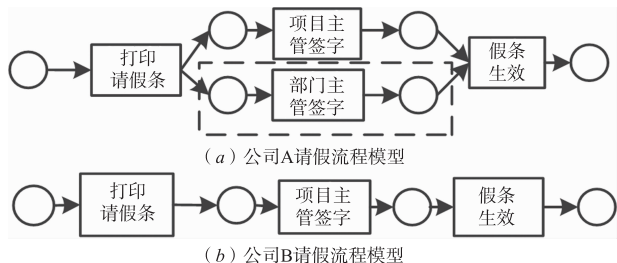 项目主
管签字
打印
请假条
部门主
管签字
假条
生效
(a)公司A请假流程模型
打印
请假条
项目主
管签字
假条
生效
(b)公司B请假流程模型